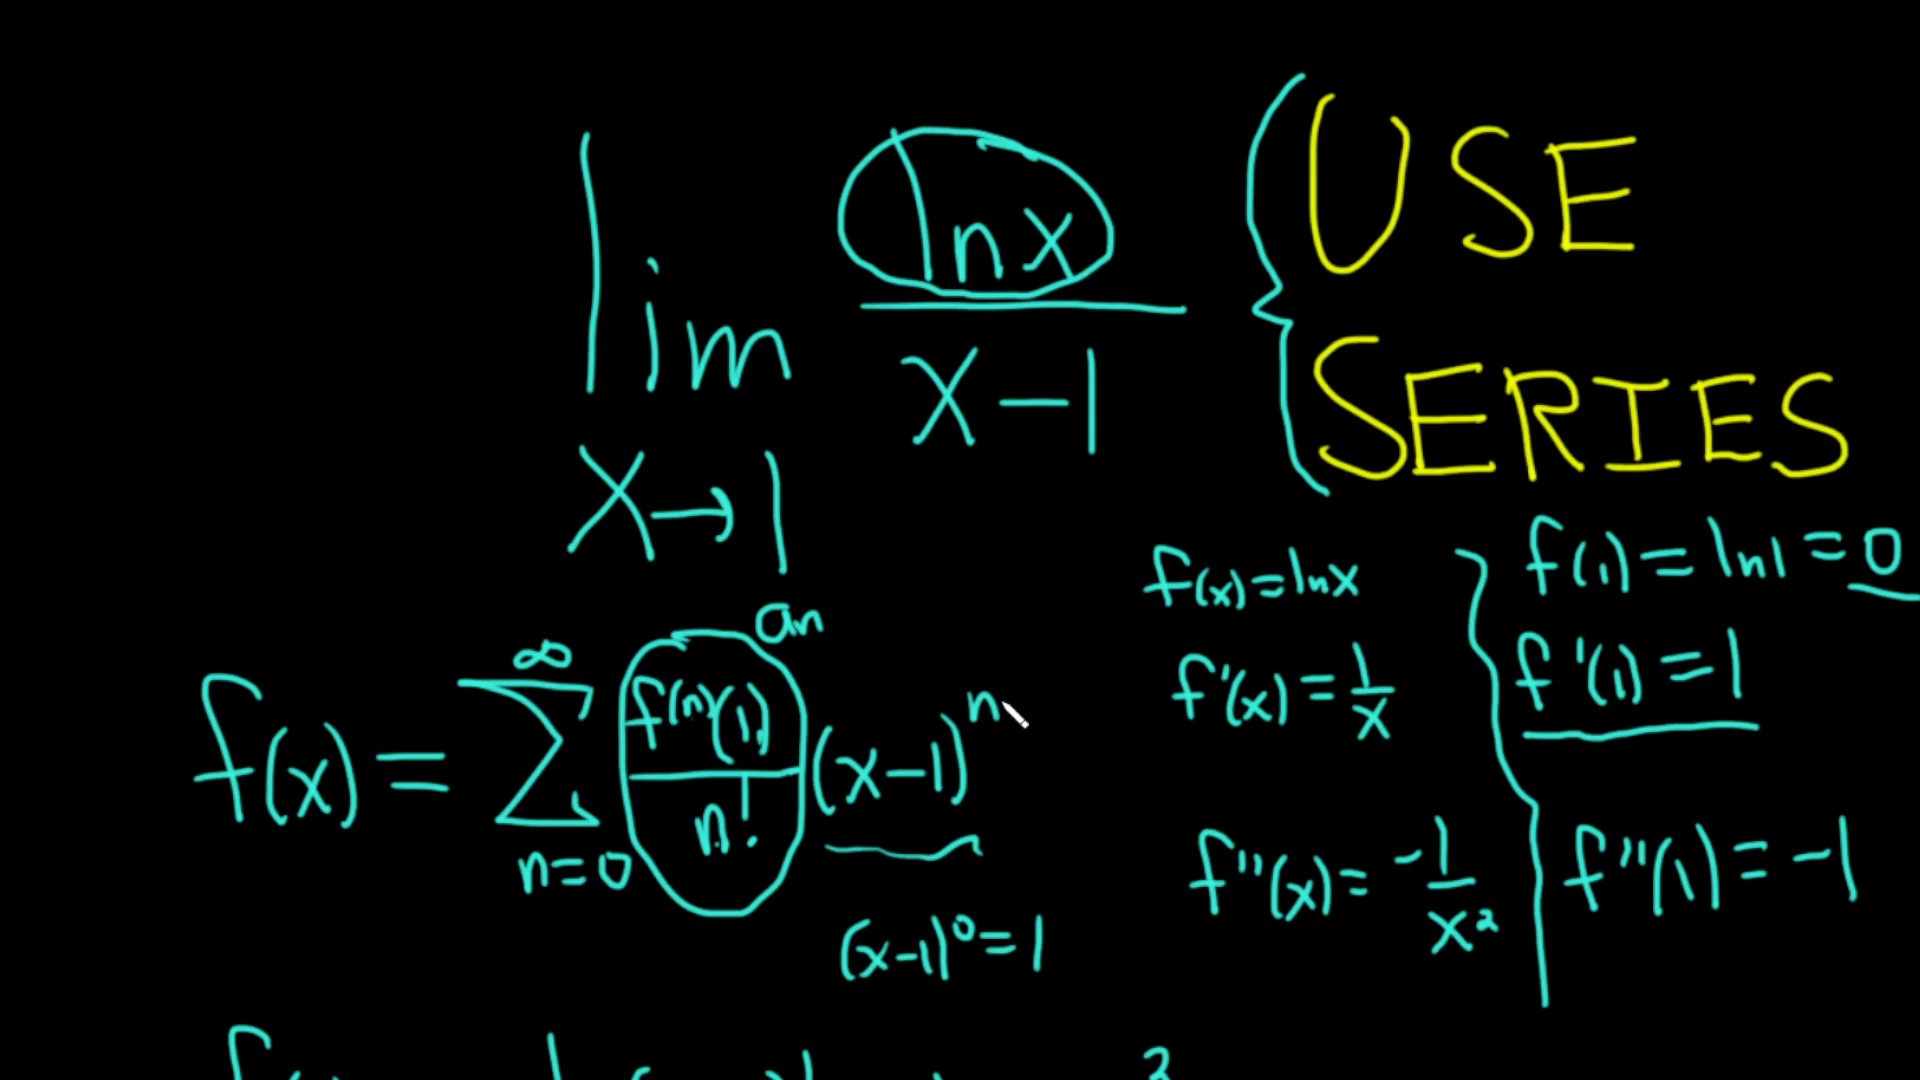 lim x→1 lnx / x-1 { USE
SERIES
f(x) = ∑ n=0 ∞ f⁽ⁿ⁾(1) / n! (x-1)ⁿ
an
(x-1)⁰ = 1
f(x) = lnx
f'(x) = 1/x
f''(x) = -1/x²
f(1) = ln1 = 0
f'(1) = 1
f''(1) = -1